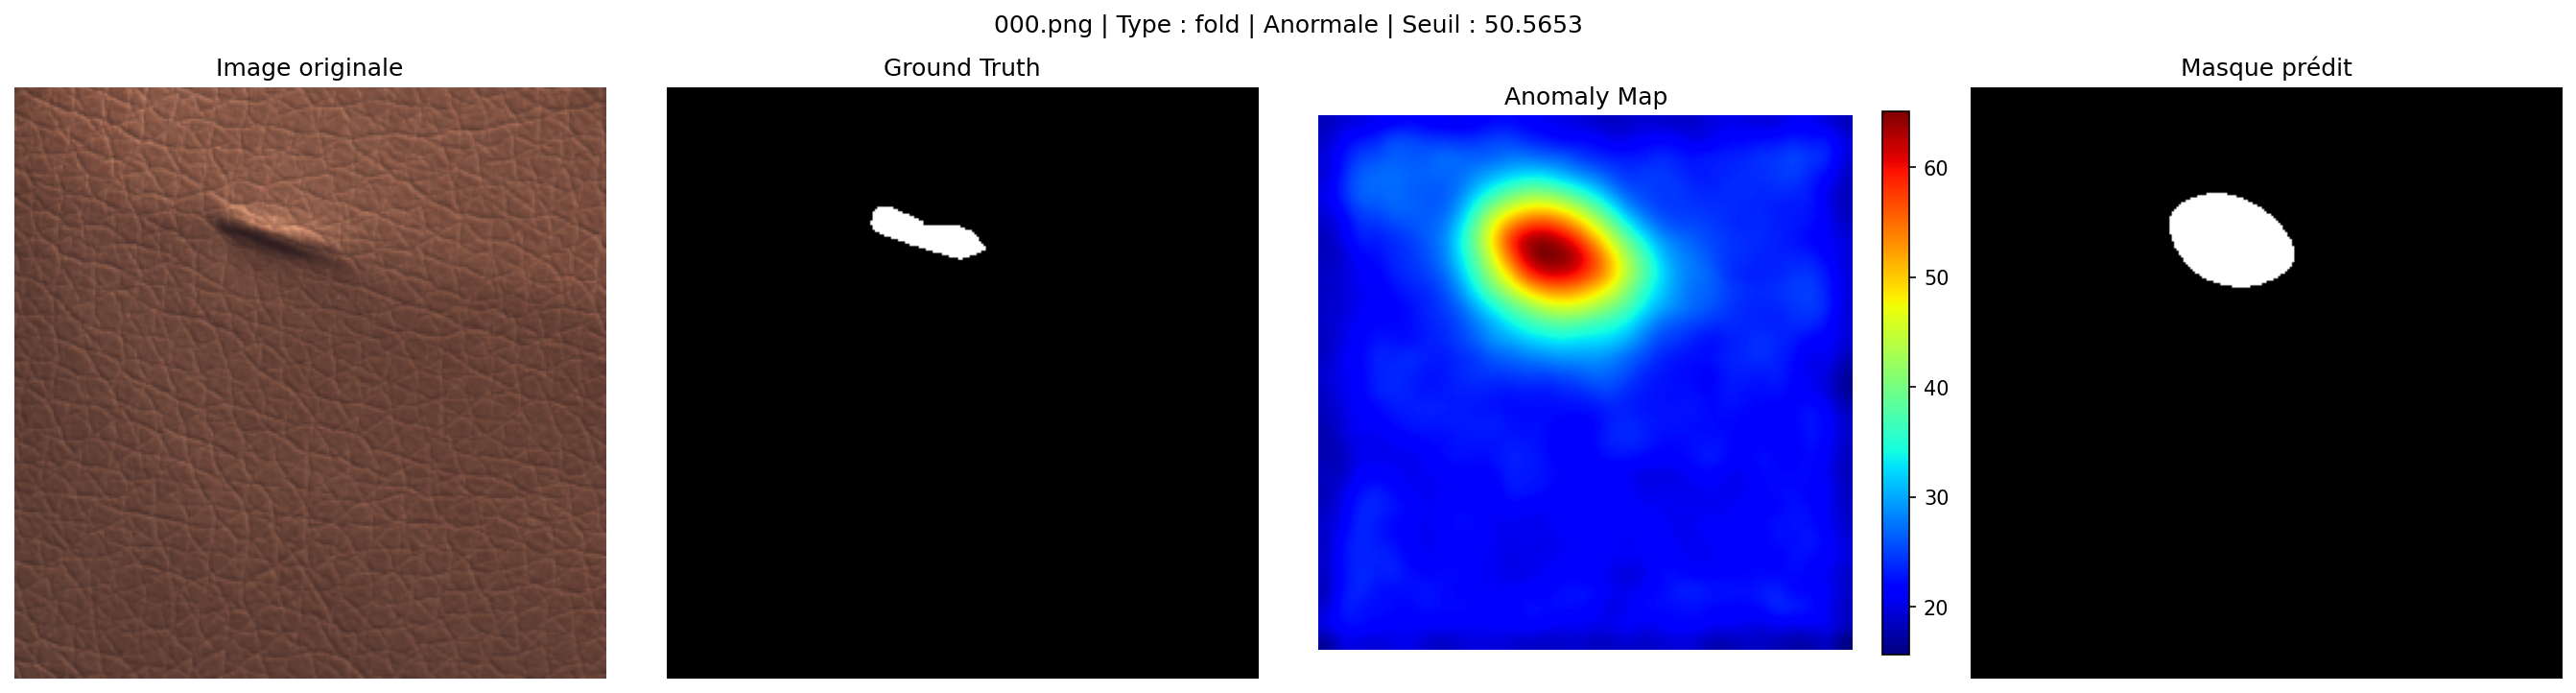 000.png | Type : fold | Anormale | Seuil : 50.5653
Image originale
Ground Truth
Anomaly Map
Masque prédit
60
50
40
30
20